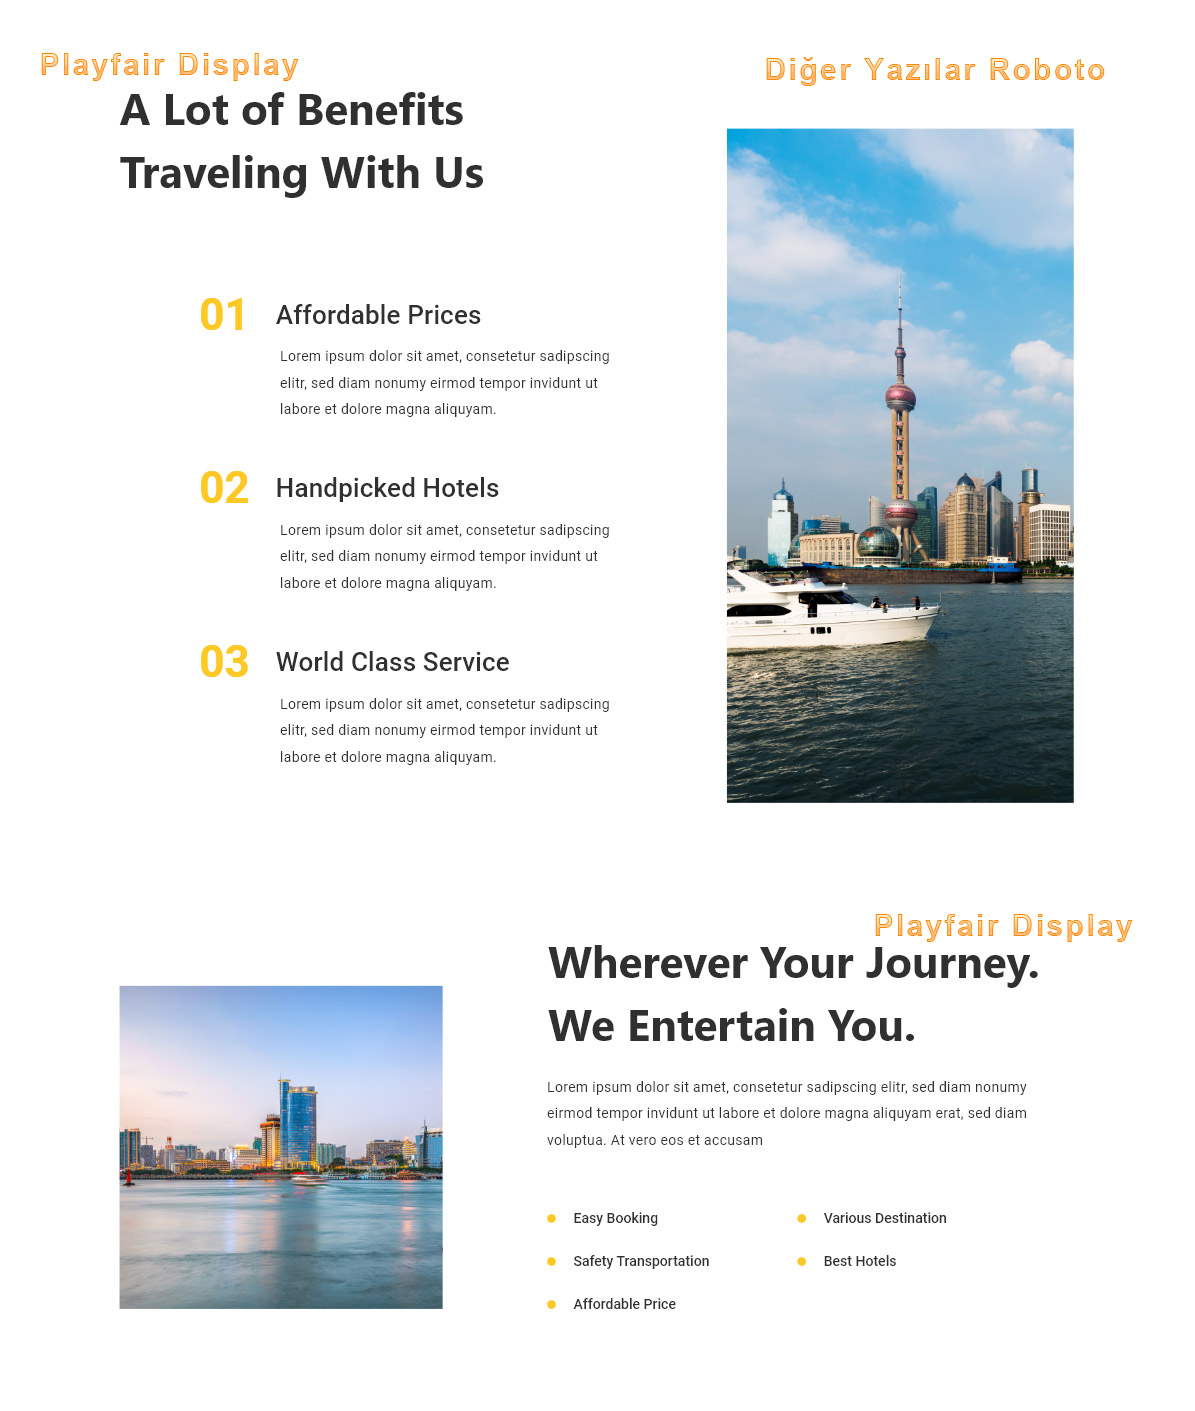 Playfair Display
Diğer Yazılar Roboto
A Lot of Benefits
Traveling With Us
01 Affordable Prices
Lorem ipsum dolor sit amet, consetetur sadipscing
elitr, sed diam nonumy eirmod tempor invidunt ut
labore et dolore magna aliquyam.
02 Handpicked Hotels
Lorem ipsum dolor sit amet, consetetur sadipscing
elitr, sed diam nonumy eirmod tempor invidunt ut
labore et dolore magna aliquyam.
03 World Class Service
Lorem ipsum dolor sit amet, consetetur sadipscing
elitr, sed diam nonumy eirmod tempor invidunt ut
labore et dolore magna aliquyam.
Playfair Display
Wherever Your Journey.
We Entertain You.
Lorem ipsum dolor sit amet, consetetur sadipscing elitr, sed diam nonumy
eirmod tempor invidunt ut labore et dolore magna aliquyam erat, sed diam
voluptua. At vero eos et accusam
Easy Booking
Various Destination
Safety Transportation
Best Hotels
Affordable Price